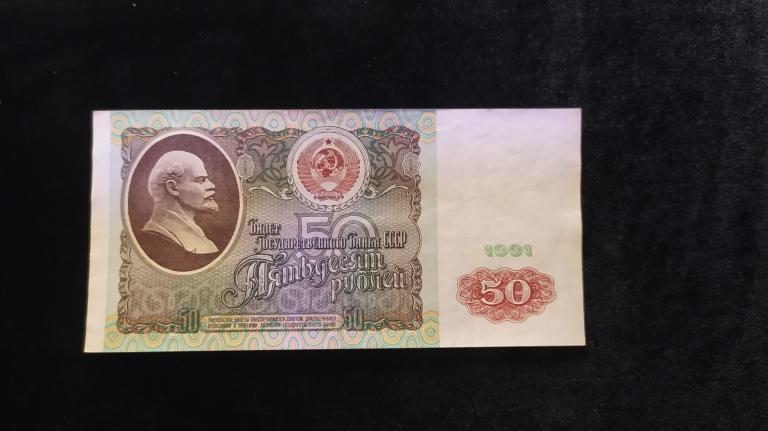 50
Билет
Государственного Банка СССР
Пятьдесят
рублей
1991
50
50
50